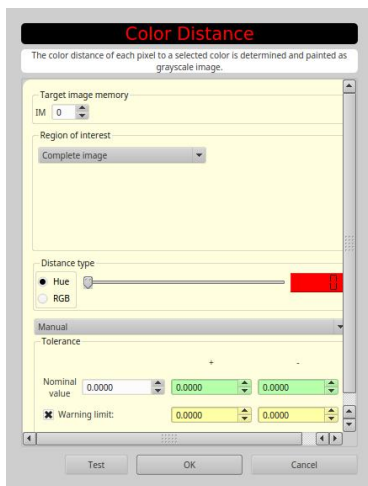 Color Distance
The color distance of each pixel to a selected color is determined and painted as
grayscale image.
Target image memory
IM 0
Region of interest
Complete image
Distance type
Hue
RGB
Manual
Tolerance
+ -
Nominal
value 0.0000 0.0000 0.0000
Warning limit: 0.0000 0.0000
Test OK Cancel